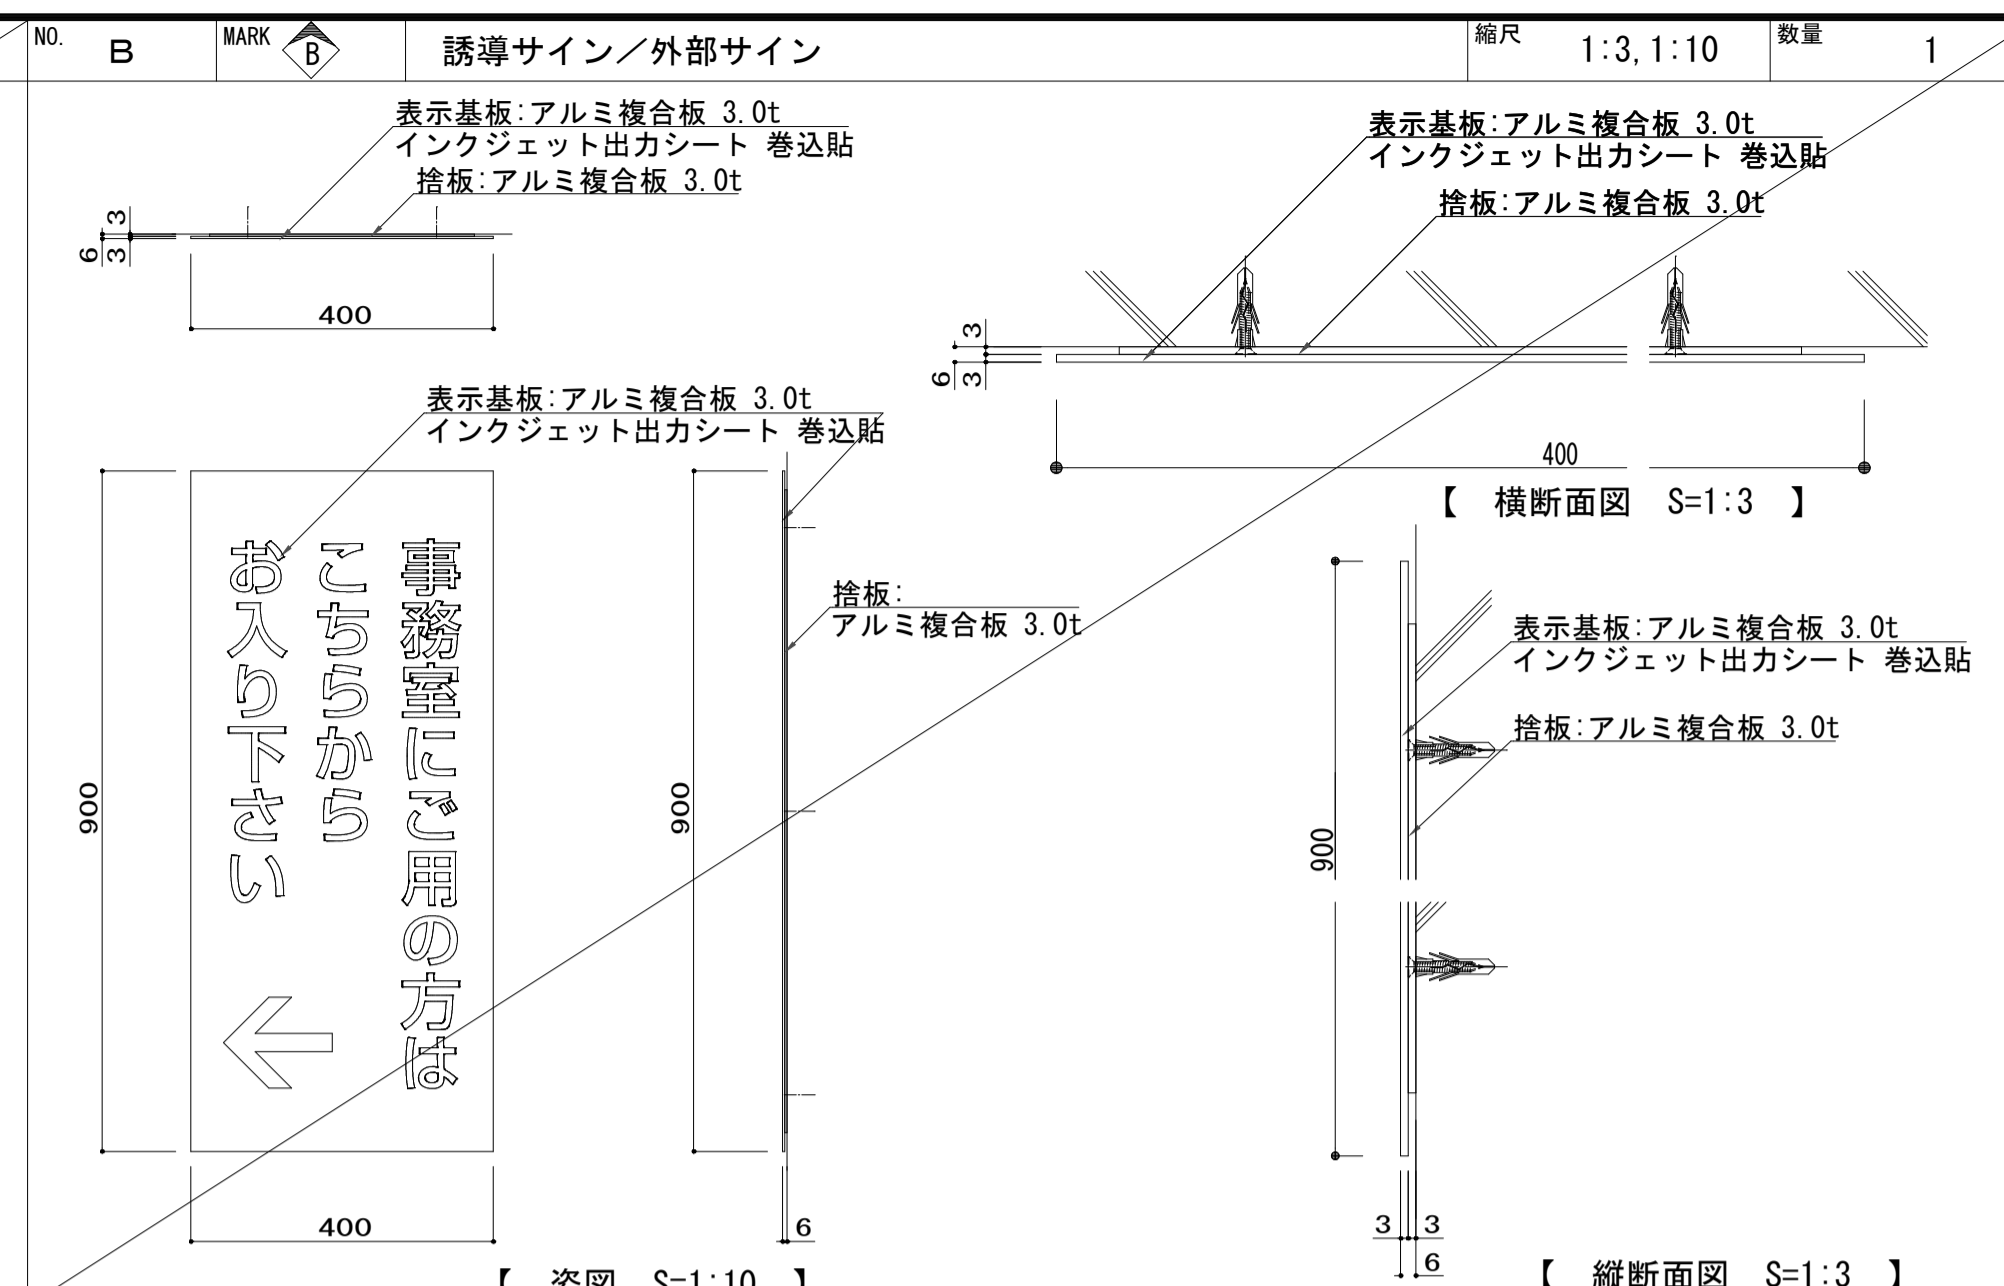 NO. B MARK B 誘導サイン／外部サイン 縮尺 1:3,1:10 数量 1
表示基板:アルミ複合板 3.0t
インクジェット出力シート 巻込貼
捨板:アルミ複合板 3.0t
3
6
3
400
表示基板:アルミ複合板 3.0t
インクジェット出力シート 巻込貼
捨板:アルミ複合板 3.0t
3
6
3
400
【 横断面図 S=1:3 】
表示基板:アルミ複合板 3.0t
インクジェット出力シート 巻込貼
900
事務室にご用の方は
こちらから
お入り下さい
400
900
捨板:
アルミ複合板 3.0t
6
【 姿図 S=1:10 】
表示基板:アルミ複合板 3.0t
インクジェット出力シート 巻込貼
捨板:アルミ複合板 3.0t
900
3 3
6
【 縦断面図 S=1:3 】